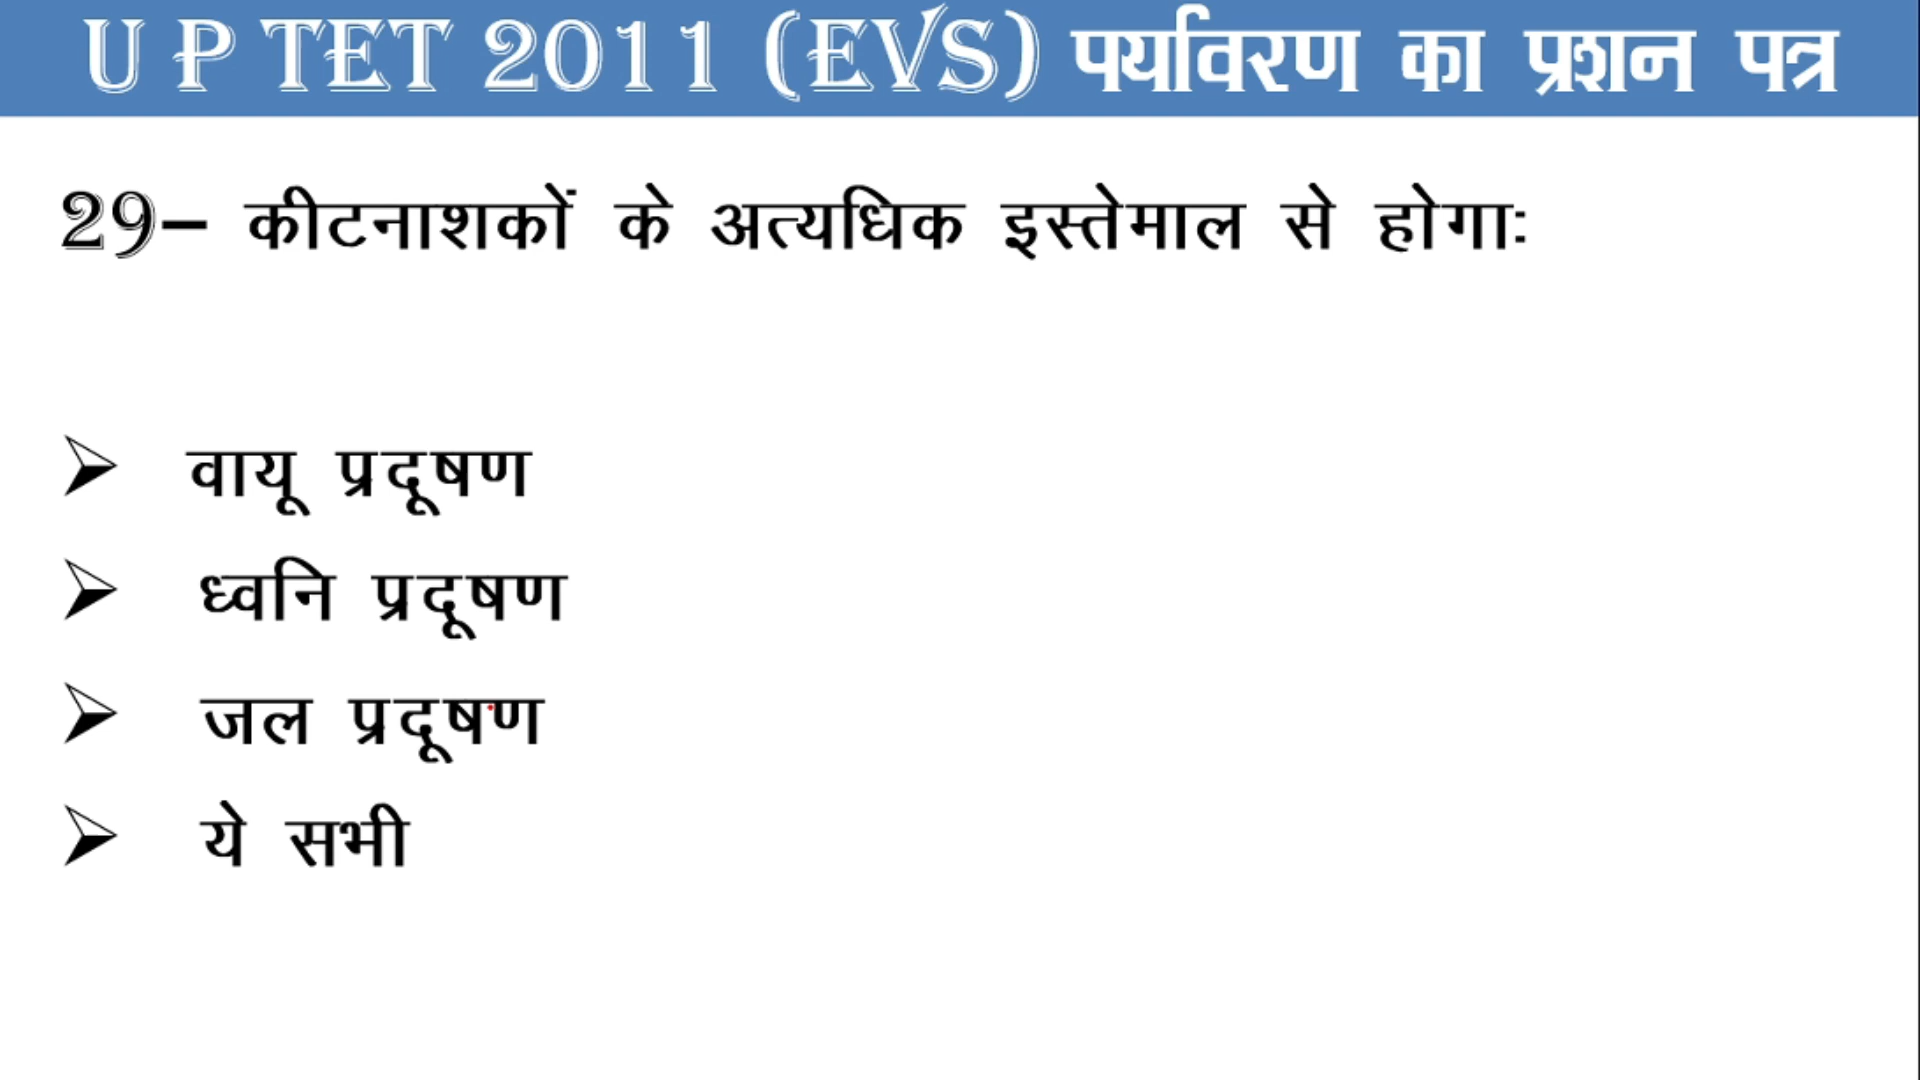 U P TET 2011 (EVS) पर्यावरण का प्रशन पत्र
29– कीटनाशकों के अत्यधिक इस्तेमाल से होगाः
➢ वायू प्रदूषण
➢ ध्वनि प्रदूषण
➢ जल प्रदूषण
➢ ये सभी